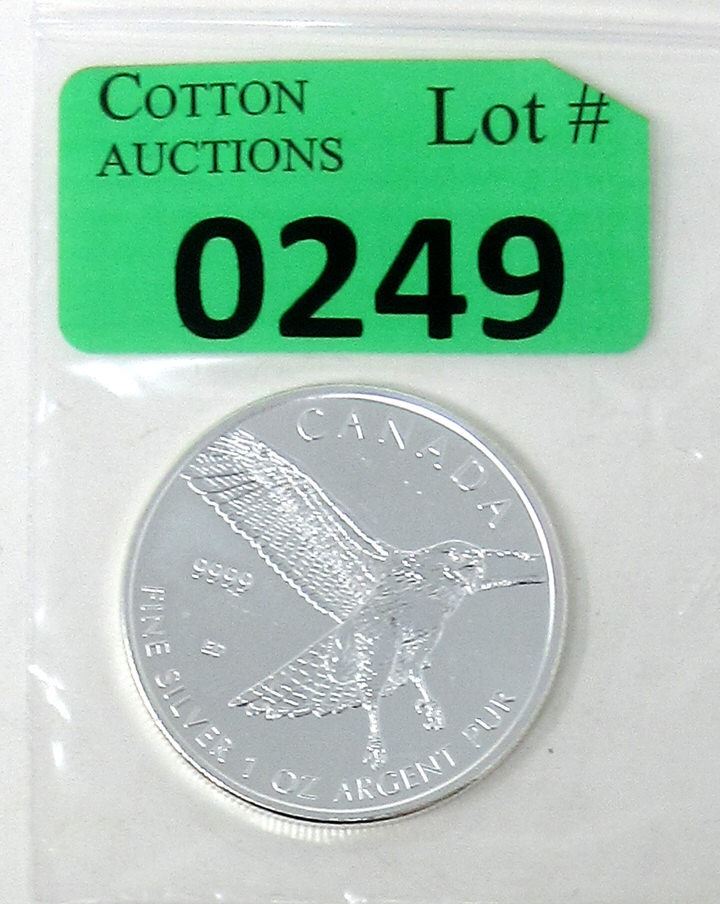 COTTON
AUCTIONS
Lot #
0249
CANADA
9999
FINE SILVER 1 OZ ARGENT PUR